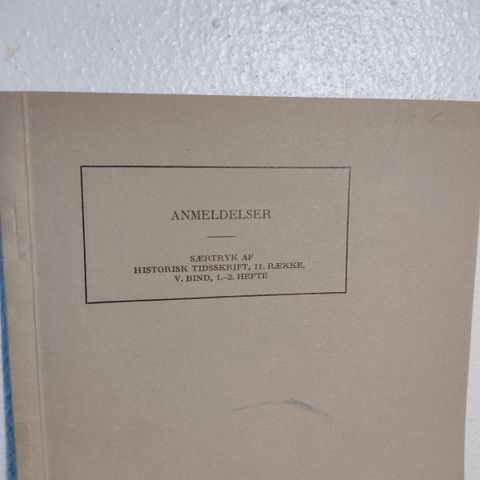 ANMELDELSER
SÆRTRYK AF
HISTORISK TIDSSKRIFT, 11. RÆKKE,
V. BIND, 1.-2. HEFTE